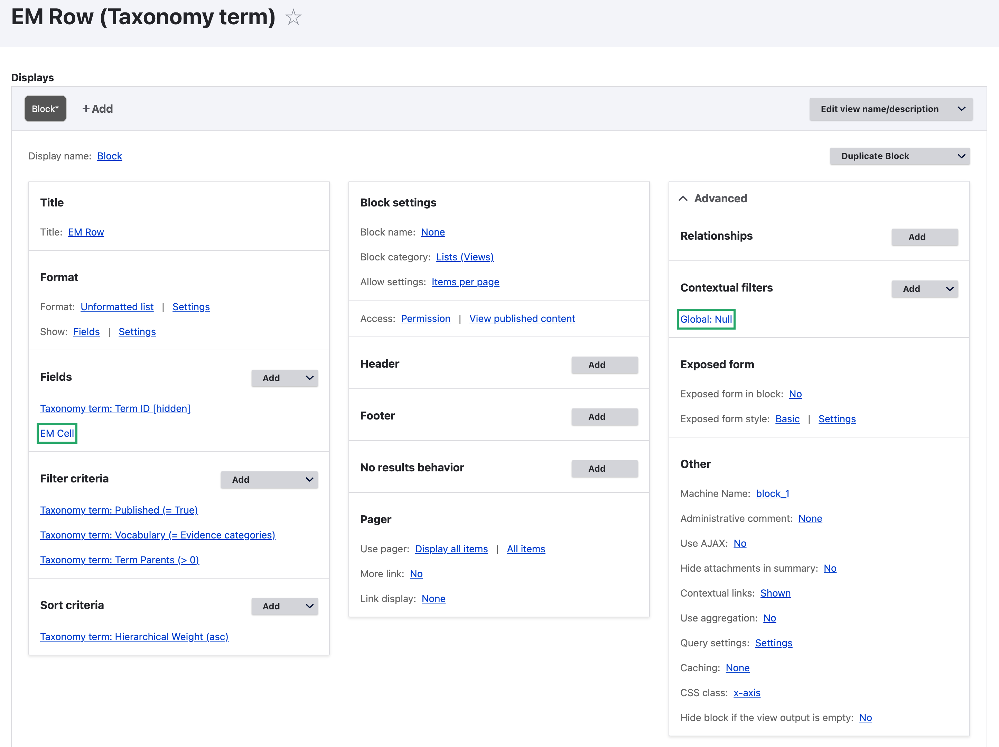 EM Row (Taxonomy term) ☆
Displays
Block*
+ Add
Edit view name/description
Display name: Block
Duplicate Block
Title
Title: EM Row
Format
Format: Unformatted list | Settings
Show: Fields | Settings
Fields
Add
Taxonomy term: Term ID [hidden]
EM Cell
Filter criteria
Add
Taxonomy term: Published (= True)
Taxonomy term: Vocabulary (= Evidence categories)
Taxonomy term: Term Parents (> 0)
Sort criteria
Add
Taxonomy term: Hierarchical Weight (asc)
Block settings
Block name: None
Block category: Lists (Views)
Allow settings: Items per page
Access: Permission | View published content
Header
Add
Footer
Add
No results behavior
Add
Pager
Use pager: Display all items | All items
More link: No
Link display: None
Advanced
Relationships
Add
Contextual filters
Add
Global: Null
Exposed form
Exposed form in block: No
Exposed form style: Basic | Settings
Other
Machine Name: block_1
Administrative comment: None
Use AJAX: No
Hide attachments in summary: No
Contextual links: Shown
Use aggregation: No
Query settings: Settings
Caching: None
CSS class: x-axis
Hide block if the view output is empty: No